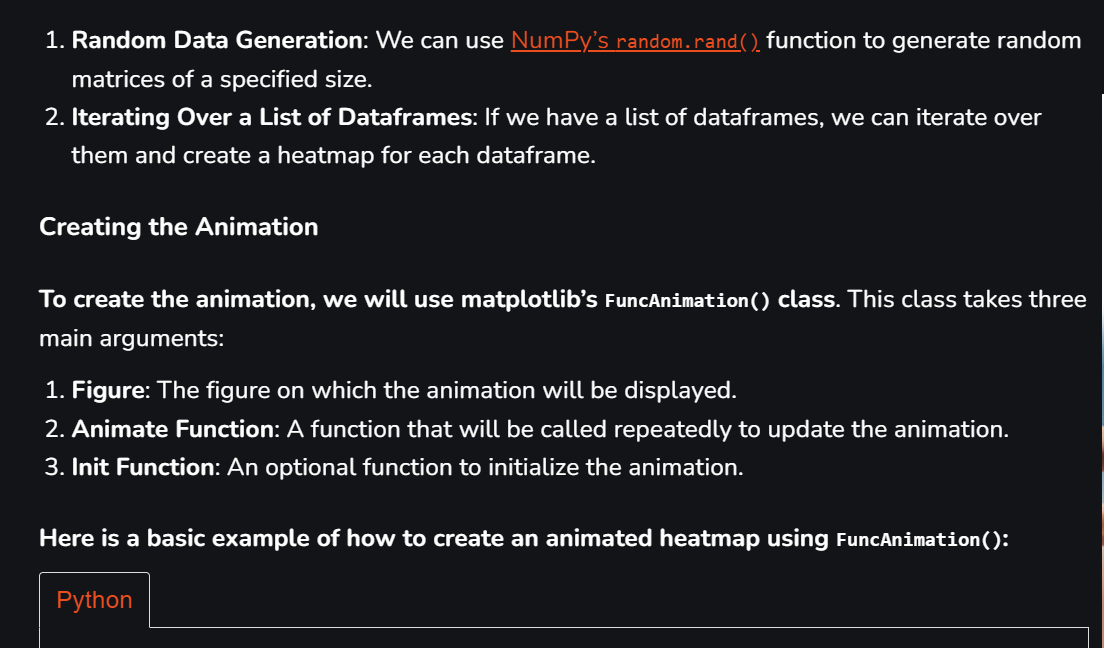 1. Random Data Generation: We can use NumPy’s random.rand() function to generate random
matrices of a specified size.
2. Iterating Over a List of Dataframes: If we have a list of dataframes, we can iterate over
them and create a heatmap for each dataframe.
Creating the Animation
To create the animation, we will use matplotlib’s FuncAnimation() class. This class takes three
main arguments:
1. Figure: The figure on which the animation will be displayed.
2. Animate Function: A function that will be called repeatedly to update the animation.
3. Init Function: An optional function to initialize the animation.
Here is a basic example of how to create an animated heatmap using FuncAnimation():
Python